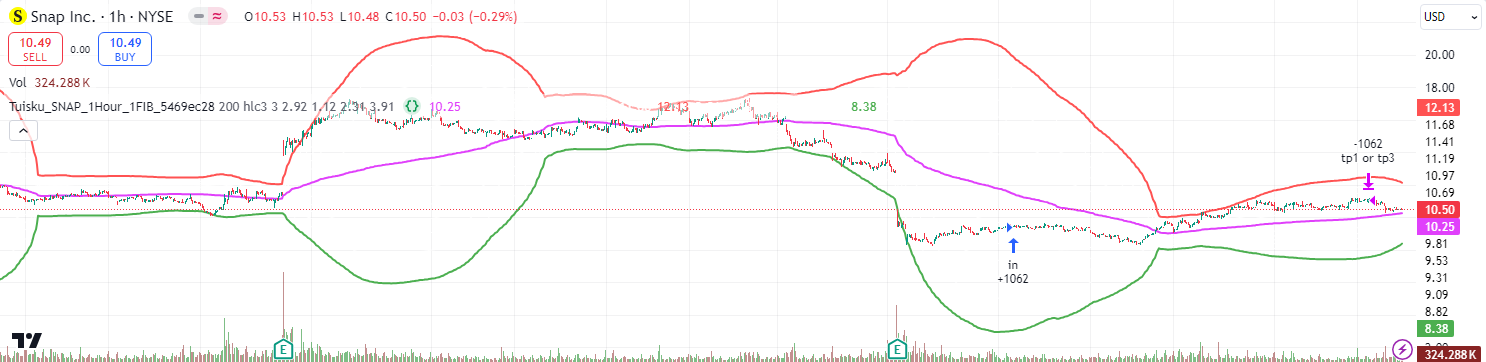 S Snap Inc. · 1h · NYSE O10.53 H10.53 L10.48 C10.50 −0.03 (−0.29%)
USD
10.49 SELL
0.00
10.49 BUY
Vol 324.288 K
Tuisku_SNAP_1Hour_1FIB_5469ec28 200 hlc3 3 2.92 1.12 2.31 3.91 {} 10.25 12.13 8.38
20.00
18.00
12.13
11.68
11.41
11.19
10.97
10.69
10.50
10.25
9.81
9.53
9.31
9.09
8.82
8.38
324.288 K
-1062
tp1 or tp3
in
+1062
E
E